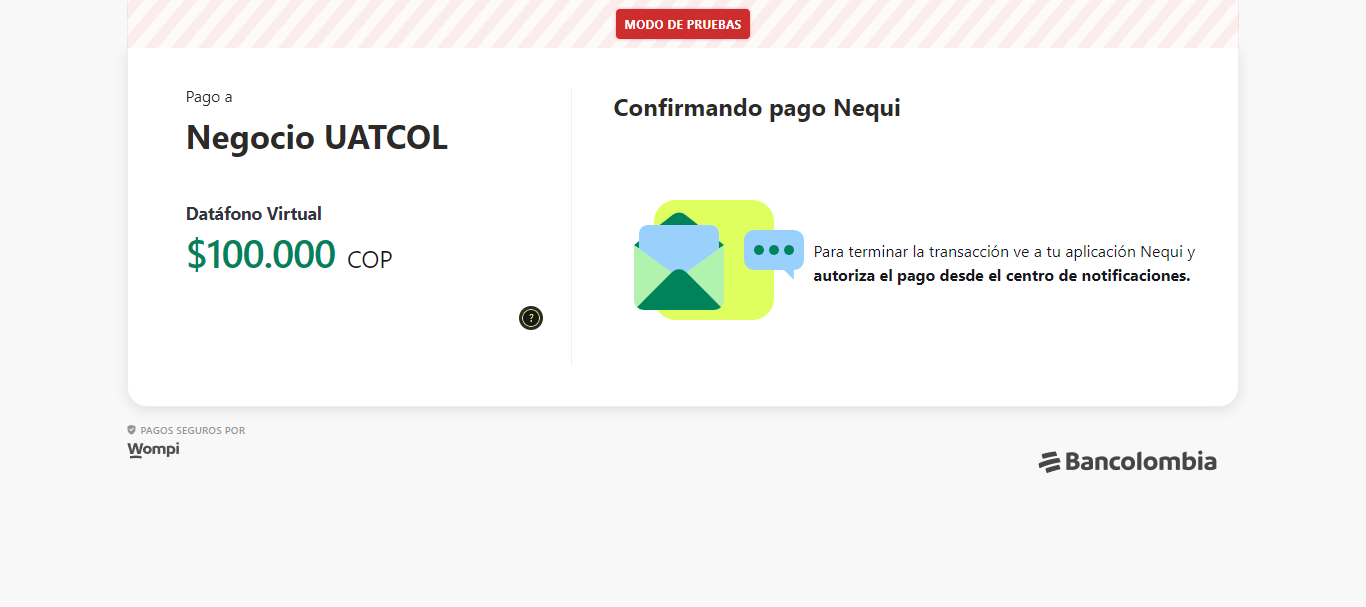 MODO DE PRUEBAS
Pago a
Negocio UATCOL
Datáfono Virtual
$100.000 COP
?
Confirmando pago Nequi
Para terminar la transacción ve a tu aplicación Nequi y
autoriza el pago desde el centro de notificaciones.
PAGOS SEGUROS POR
Wompi
Bancolombia